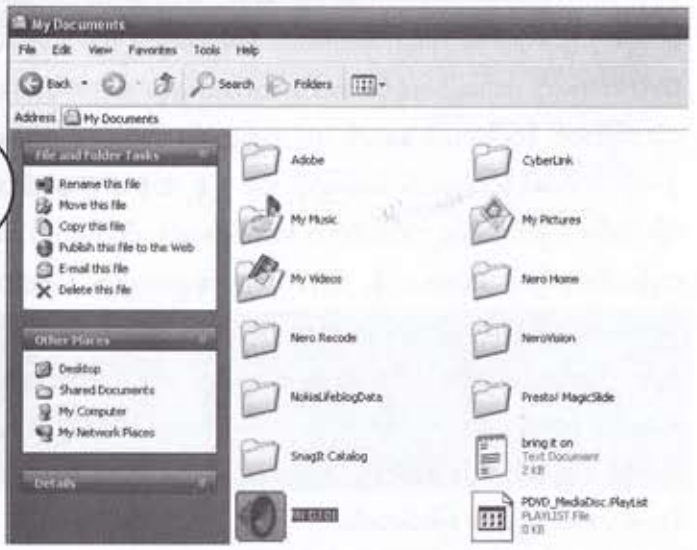 My Documents
File Edit View Favorites Tools Help
Back Search Folders
Address My Documents
File and Folder Tasks
Rename this file
Move this file
Copy this file
Publish this file to the Web
E-mail this file
Delete this file
Other Places
Desktop
Shared Documents
My Computer
My Network Places
Details
Adobe
CyberLink
My Music
My Pictures
My Videos
Nero Home
Nero Recode
NeroVision
NokiaLifeblogData
Presto! MagicSlide
SnagIt Catalog
bring it on
Text Document
2 KB
PDVD_MediaDisc.PlayList
PLAYLIST File
0 KB